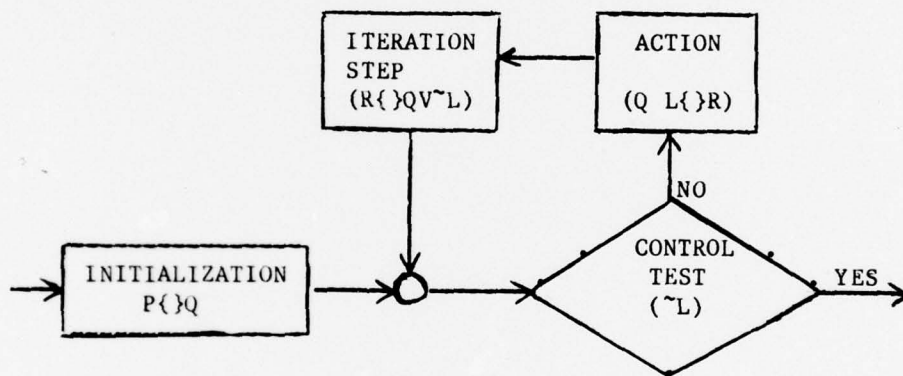 ITERATION
STEP
(R{}QV~L)
ACTION
(Q L{}R)
NO
INITIALIZATION
P{}Q
CONTROL
TEST
(~L)
YES